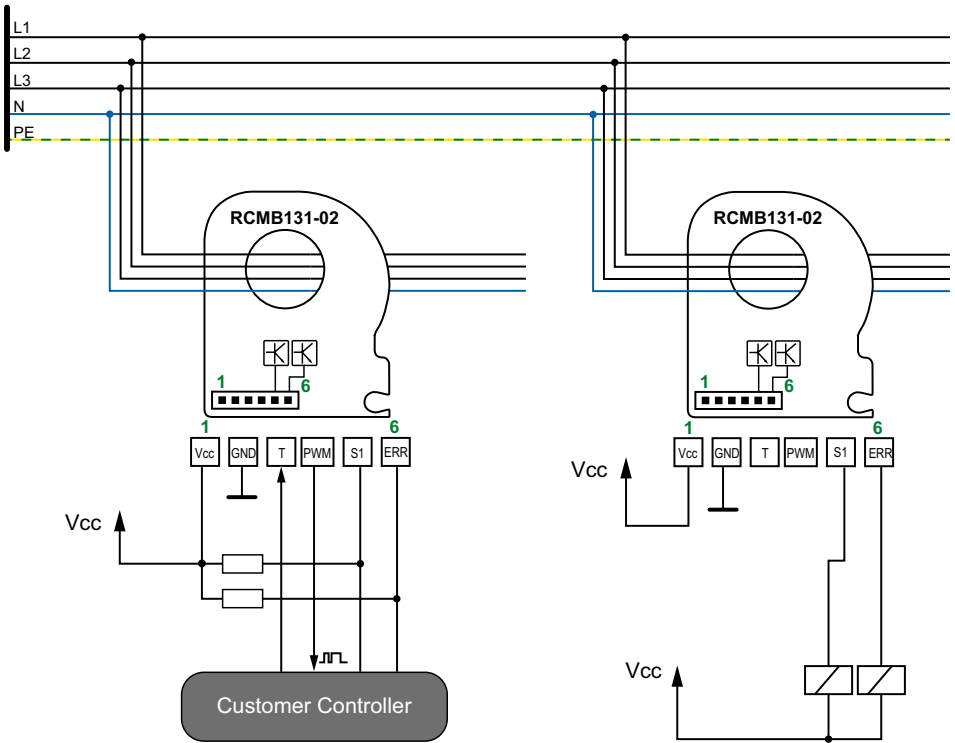 L1
L2
L3
N
PE
RCMB131-02
RCMB131-02
1
6
1
6
1
6
1
6
Vcc
GND
T
PWM
S1
ERR
Vcc
GND
T
PWM
S1
ERR
Vcc
Vcc
Vcc
Customer Controller